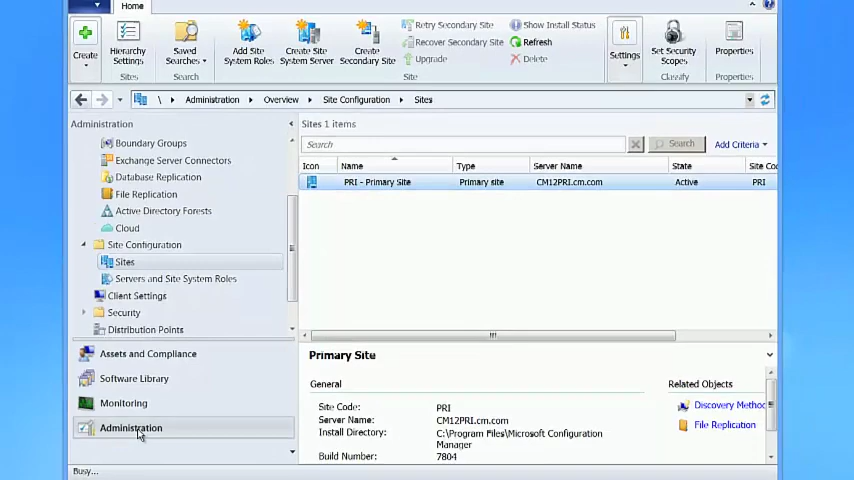 Home
Create
Hierarchy Settings
Sites
Saved Searches
Search
Add Site System Roles
Create Site System Server
Create Secondary Site
Retry Secondary Site
Recover Secondary Site
Upgrade
Show Install Status
Refresh
Delete
Site
Settings
Set Security Scopes
Classify
Properties
Properties
\ Administration Overview Site Configuration Sites
Administration
Boundary Groups
Exchange Server Connectors
Database Replication
File Replication
Active Directory Forests
Cloud
Site Configuration
Sites
Servers and Site System Roles
Client Settings
Security
Distribution Points
Assets and Compliance
Software Library
Monitoring
Administration
Sites 1 items
Search
Search
Add Criteria
Icon Name Type Server Name State Site Co
PRI - Primary Site Primary site CM12PRI.cm.com Active PRI
Primary Site
General
Site Code: PRI
Server Name: CM12PRI.cm.com
Install Directory: C:\Program Files\Microsoft Configuration
Manager
Build Number: 7804
Related Objects
Discovery Method
File Replication
Busy...